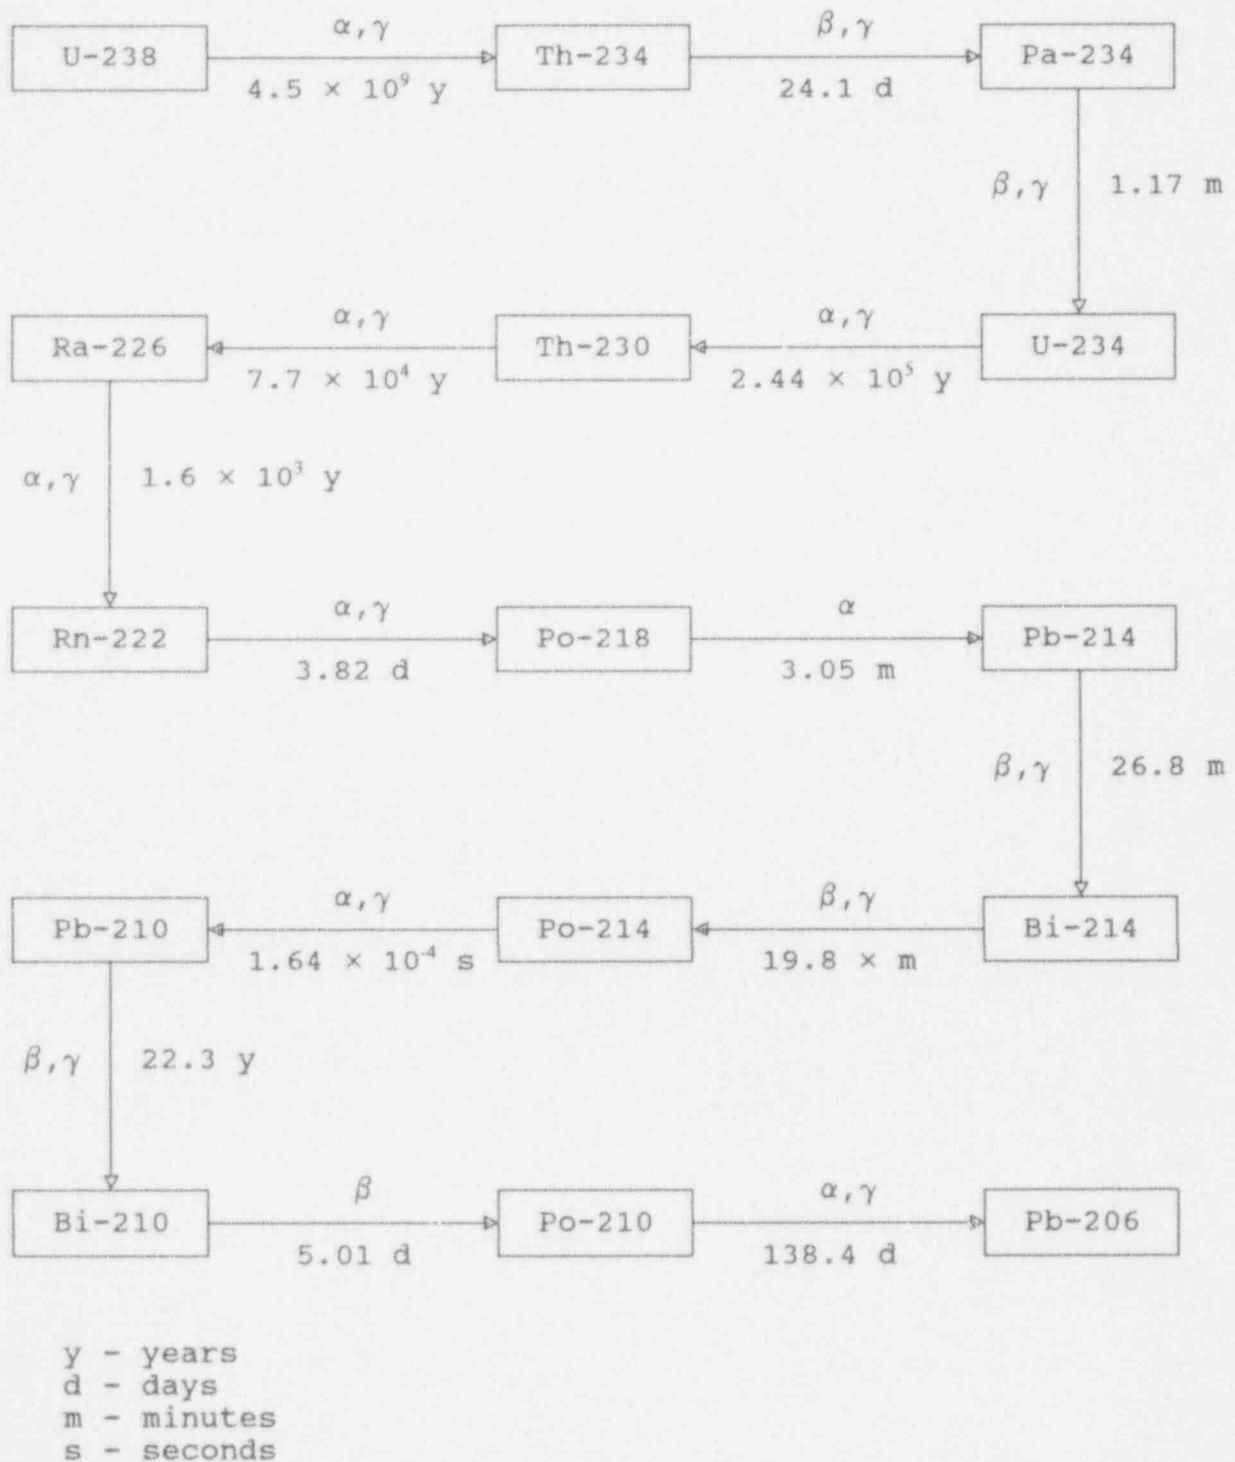 α,γ β,γ
U-238 Th-234 Pa-234
4.5 × 10⁹ y 24.1 d
β,γ 1.17 m
α,γ α,γ
Ra-226 Th-230 U-234
7.7 × 10⁴ y 2.44 × 10⁵ y
α,γ 1.6 × 10³ y
α,γ α
Rn-222 Po-218 Pb-214
3.82 d 3.05 m
β,γ 26.8 m
α,γ β,γ
Pb-210 Po-214 Bi-214
1.64 × 10⁻⁴ s 19.8 × m
β,γ 22.3 y
β α,γ
Bi-210 Po-210 Pb-206
5.01 d 138.4 d
y - years
d - days
m - minutes
s - seconds